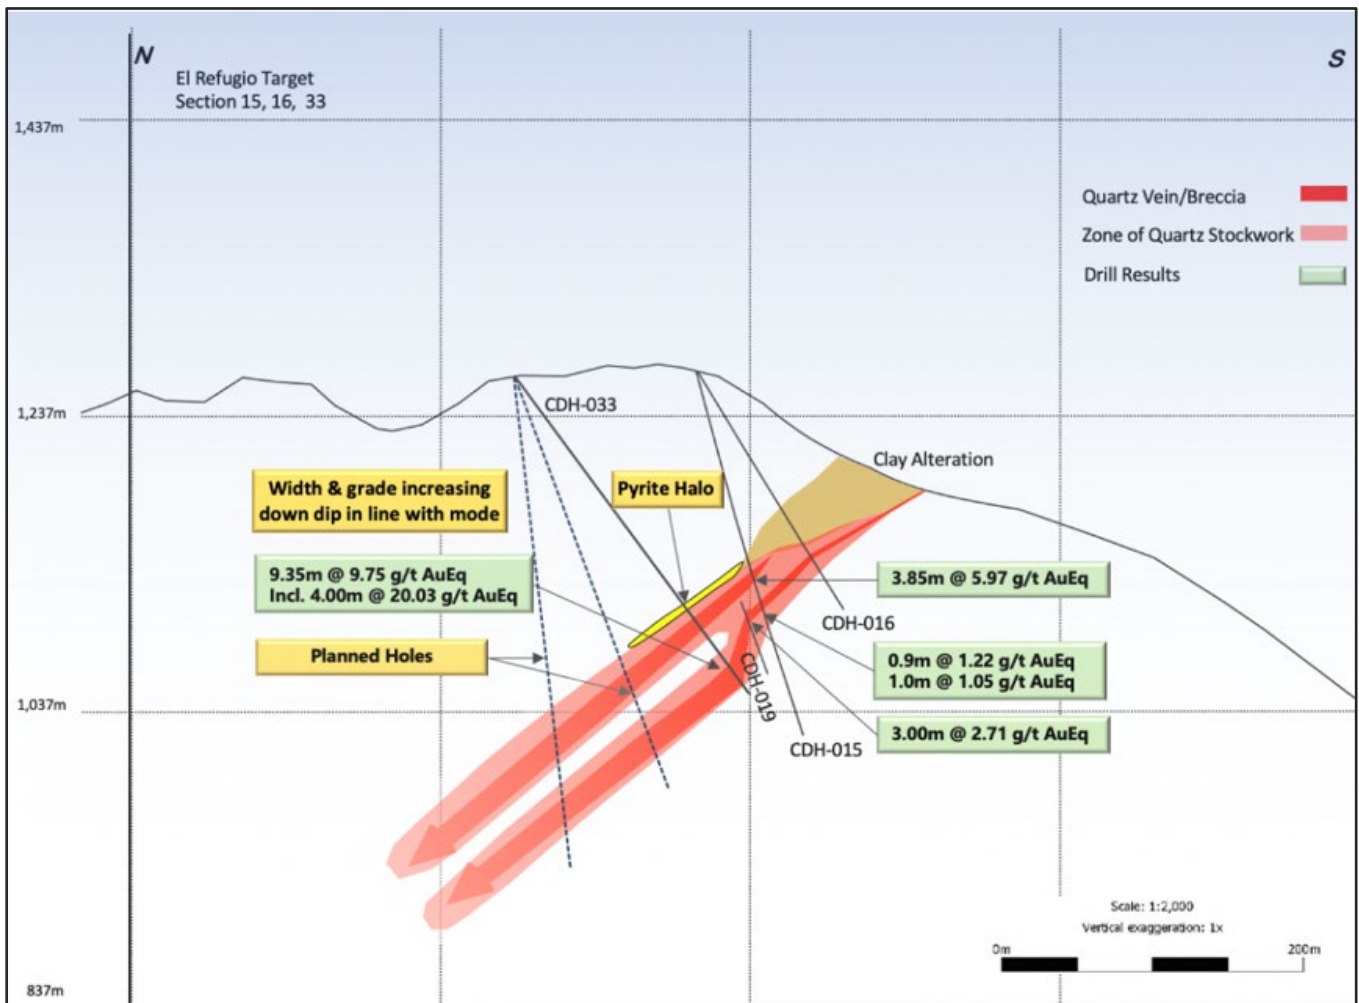 N
S
El Refugio Target
Section 15, 16, 33
1,437m
Quartz Vein/Breccia
Zone of Quartz Stockwork
Drill Results
CDH-033
1,237m
Clay Alteration
Width & grade increasing
down dip in line with mode
Pyrite Halo
9.35m @ 9.75 g/t AuEq
Incl. 4.00m @ 20.03 g/t AuEq
3.85m @ 5.97 g/t AuEq
CDH-016
Planned Holes
0.9m @ 1.22 g/t AuEq
1.0m @ 1.05 g/t AuEq
CDH-019
1,037m
3.00m @ 2.71 g/t AuEq
CDH-015
Scale: 1:2,000
Vertical exaggeration: 1x
0m
200m
837m